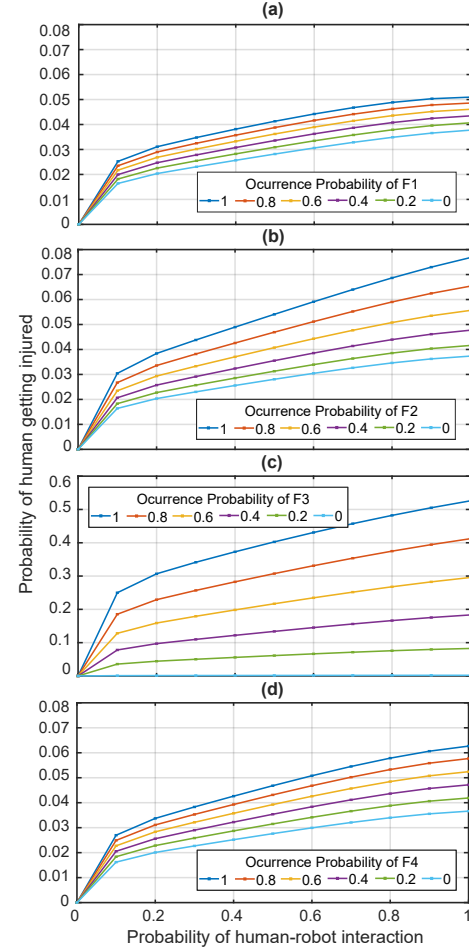 (a)
0.08
0.07
0.06
0.05
0.04
0.03
0.02
0.01
0
Ocurrence Probability of F1
1 0.8 0.6 0.4 0.2 0
(b)
0.08
0.07
0.06
0.05
0.04
0.03
0.02
0.01
0
Ocurrence Probability of F2
1 0.8 0.6 0.4 0.2 0
Probability of human getting injured
(c)
0.6
0.5
0.4
0.3
0.2
0.1
0
Ocurrence Probability of F3
1 0.8 0.6 0.4 0.2 0
(d)
0.08
0.07
0.06
0.05
0.04
0.03
0.02
0.01
0
Ocurrence Probability of F4
1 0.8 0.6 0.4 0.2 0
0 0.2 0.4 0.6 0.8 1
Probability of human-robot interaction